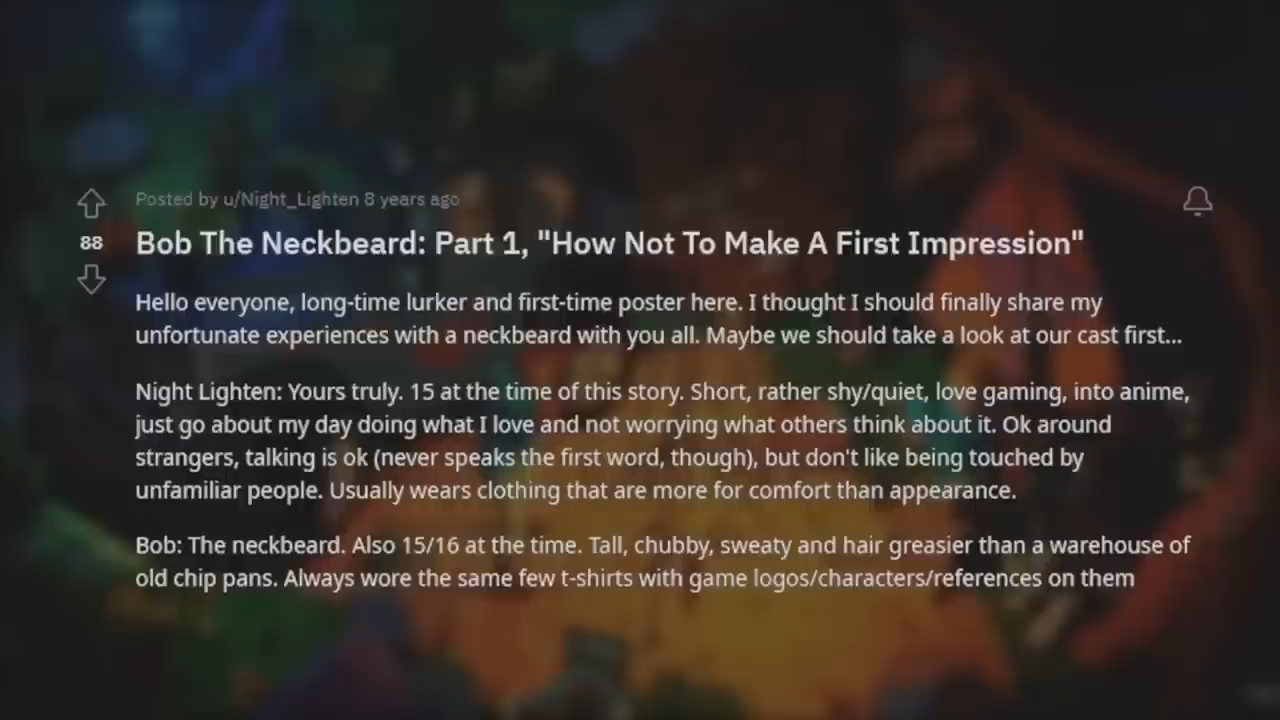 Posted by u/Night_Lighten 8 years ago
88
Bob The Neckbeard: Part 1, "How Not To Make A First Impression"
Hello everyone, long-time lurker and first-time poster here. I thought I should finally share my
unfortunate experiences with a neckbeard with you all. Maybe we should take a look at our cast first...
Night Lighten: Yours truly. 15 at the time of this story. Short, rather shy/quiet, love gaming, into anime,
just go about my day doing what I love and not worrying what others think about it. Ok around
strangers, talking is ok (never speaks the first word, though), but don't like being touched by
unfamiliar people. Usually wears clothing that are more for comfort than appearance.
Bob: The neckbeard. Also 15/16 at the time. Tall, chubby, sweaty and hair greasier than a warehouse of
old chip pans. Always wore the same few t-shirts with game logos/characters/references on them